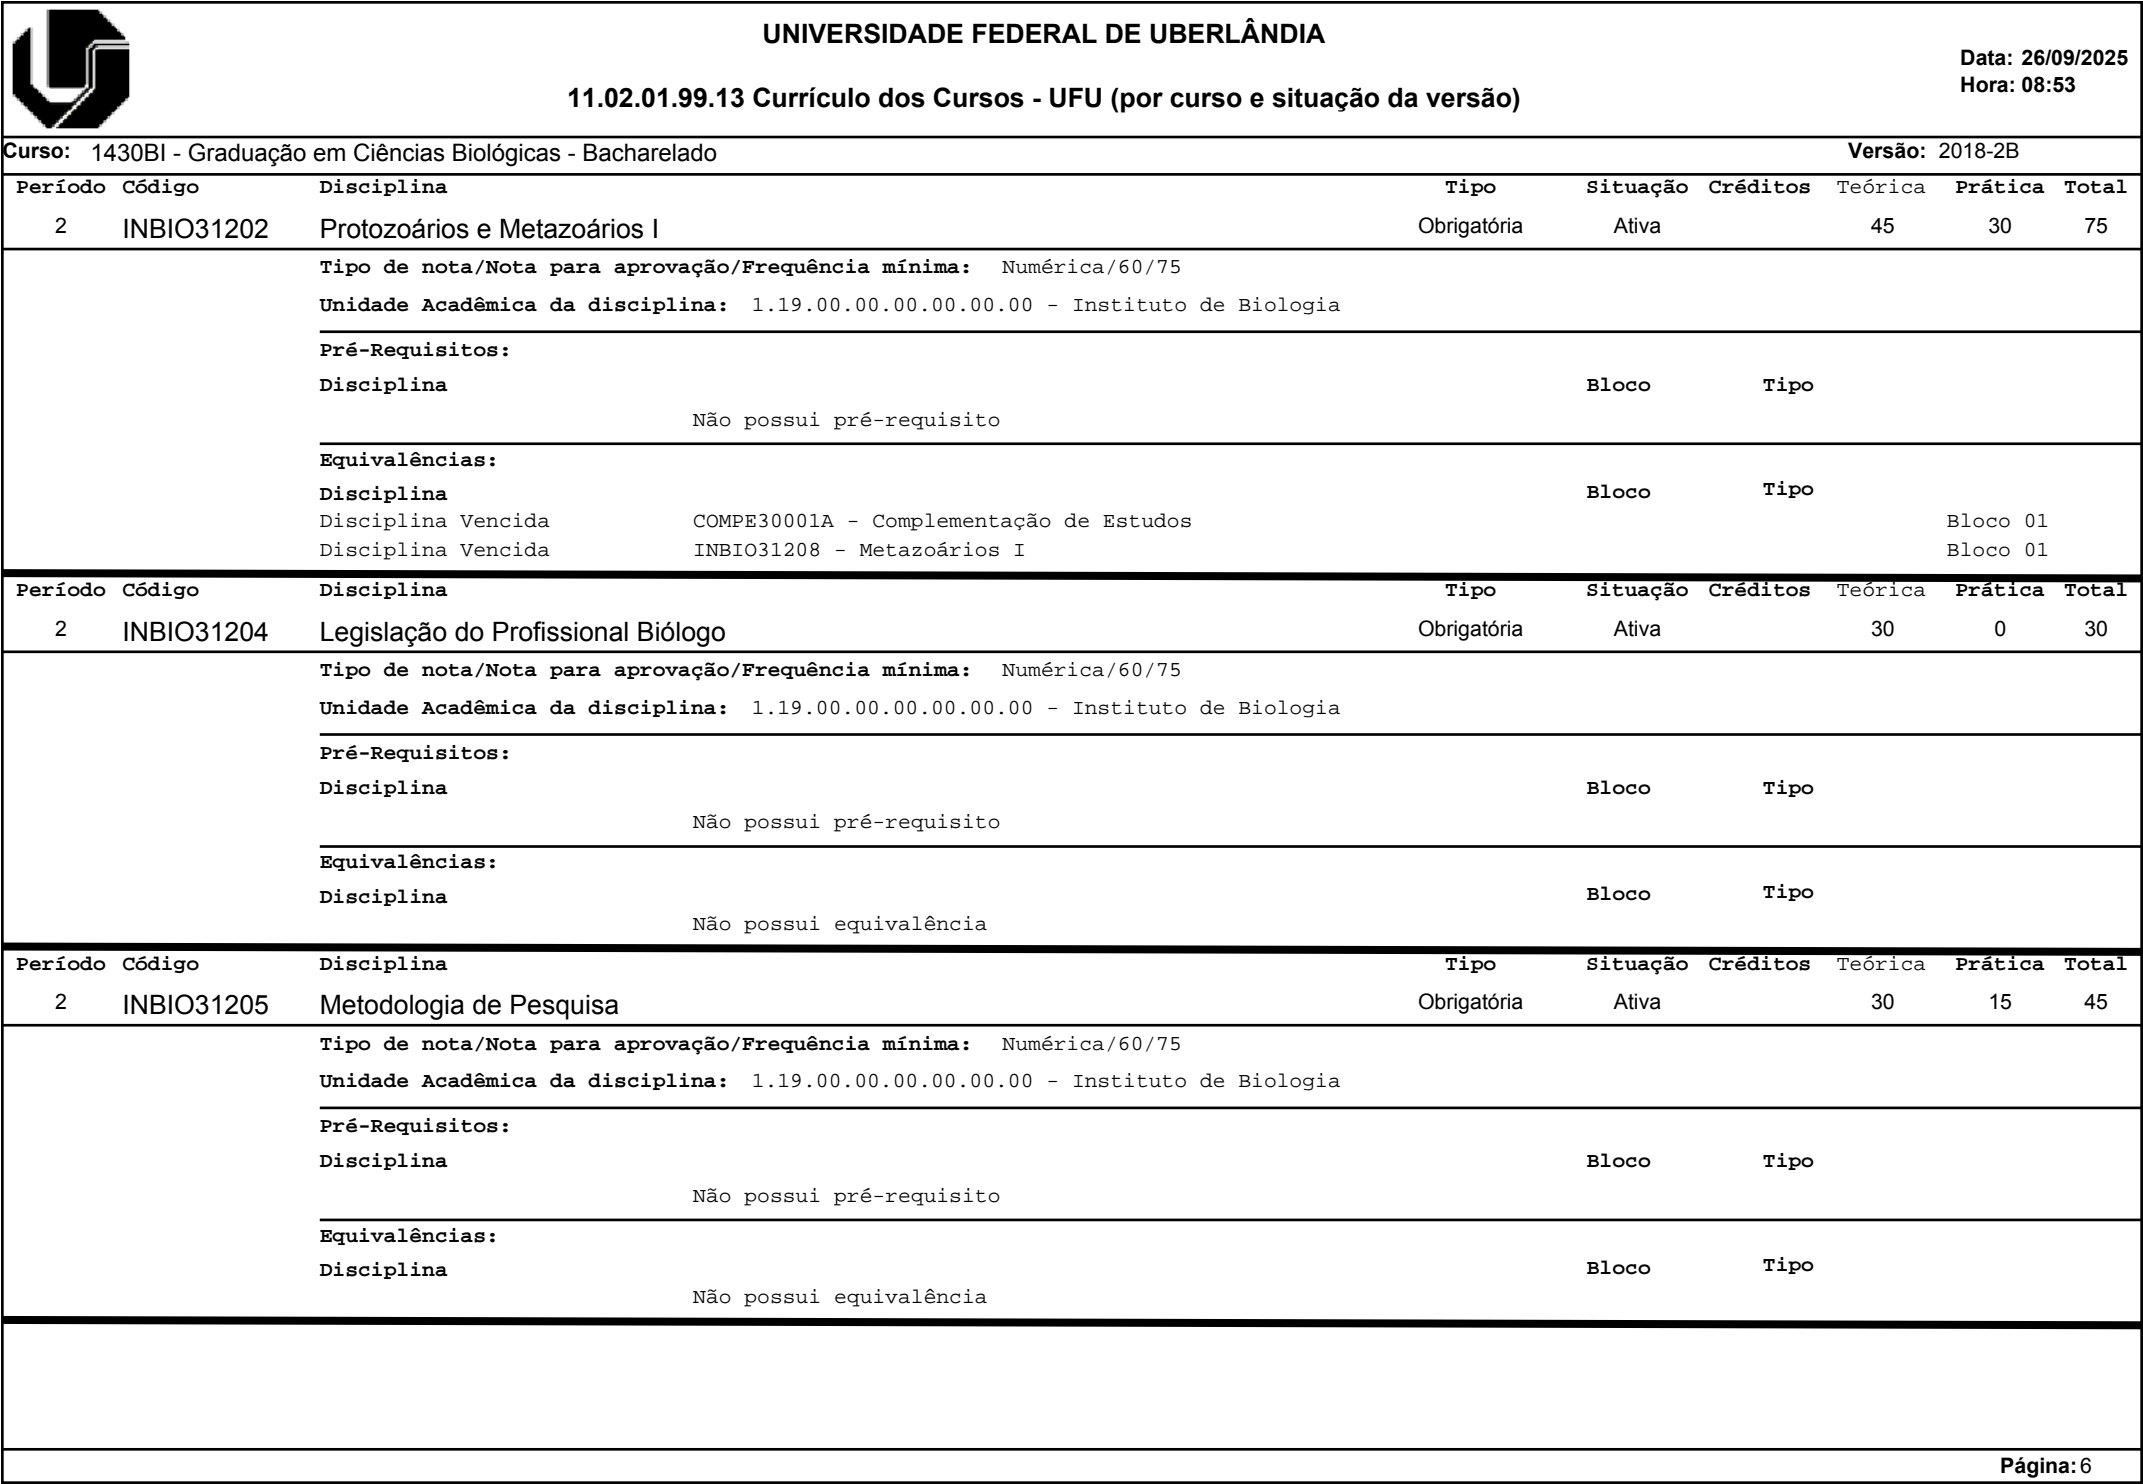 UNIVERSIDADE FEDERAL DE UBERLÂNDIA
Data: 26/09/2025
Hora: 08:53
11.02.01.99.13 Currículo dos Cursos - UFU (por curso e situação da versão)
Curso: 1430BI - Graduação em Ciências Biológicas - Bacharelado Versão: 2018-2B
Período Código Disciplina Tipo Situação Créditos Teórica Prática Total
2 INBIO31202 Protozoários e Metazoários I Obrigatória Ativa 45 30 75
Tipo de nota/Nota para aprovação/Frequência mínima: Numérica/60/75
Unidade Acadêmica da disciplina: 1.19.00.00.00.00.00.00 - Instituto de Biologia
Pré-Requisitos:
Disciplina Bloco Tipo
Não possui pré-requisito
Equivalências:
Disciplina Bloco Tipo
Disciplina Vencida COMPE30001A - Complementação de Estudos Bloco 01
Disciplina Vencida INBIO31208 - Metazoários I Bloco 01
Período Código Disciplina Tipo Situação Créditos Teórica Prática Total
2 INBIO31204 Legislação do Profissional Biólogo Obrigatória Ativa 30 0 30
Tipo de nota/Nota para aprovação/Frequência mínima: Numérica/60/75
Unidade Acadêmica da disciplina: 1.19.00.00.00.00.00.00 - Instituto de Biologia
Pré-Requisitos:
Disciplina Bloco Tipo
Não possui pré-requisito
Equivalências:
Disciplina Bloco Tipo
Não possui equivalência
Período Código Disciplina Tipo Situação Créditos Teórica Prática Total
2 INBIO31205 Metodologia de Pesquisa Obrigatória Ativa 30 15 45
Tipo de nota/Nota para aprovação/Frequência mínima: Numérica/60/75
Unidade Acadêmica da disciplina: 1.19.00.00.00.00.00.00 - Instituto de Biologia
Pré-Requisitos:
Disciplina Bloco Tipo
Não possui pré-requisito
Equivalências:
Disciplina Bloco Tipo
Não possui equivalência
Página: 6